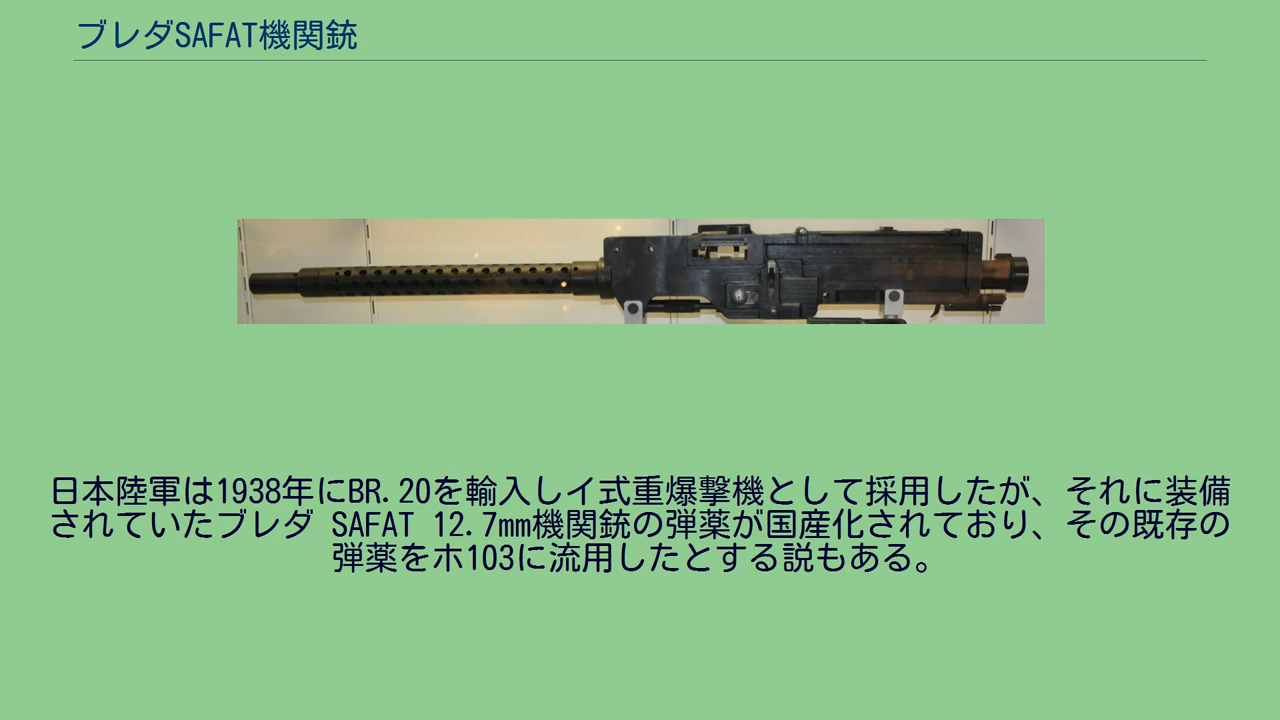 ブレダSAFAT機関銃
日本陸軍は1938年にBR.20を輸入しイ式重爆撃機として採用したが、それに装備
されていたブレダ SAFAT 12.7mm機関銃の弾薬が国産化されており、その既存の
弾薬をホ103に流用したとする説もある。